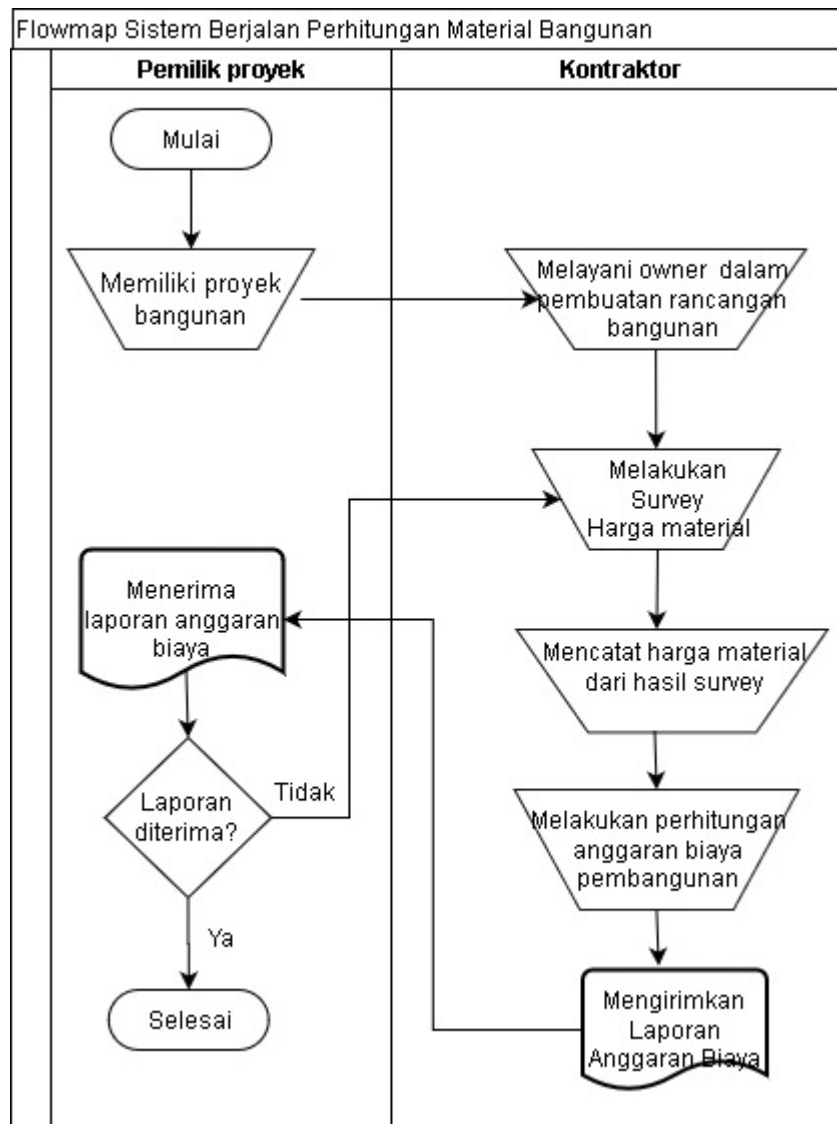 Flowmap Sistem Berjalan Perhitungan Material Bangunan
Pemilik proyek
Kontraktor
Mulai
Memiliki proyek
bangunan
Melayani owner dalam
pembuatan rancangan
bangunan
Melakukan
Survey
Harga material
Menerima
laporan anggaran
biaya
Mencatat harga material
dari hasil survey
Laporan
diterima?
Tidak
Melakukan perhitungan
anggaran biaya
pembangunan
Ya
Selesai
Mengirimkan
Laporan
Anggaran Biaya